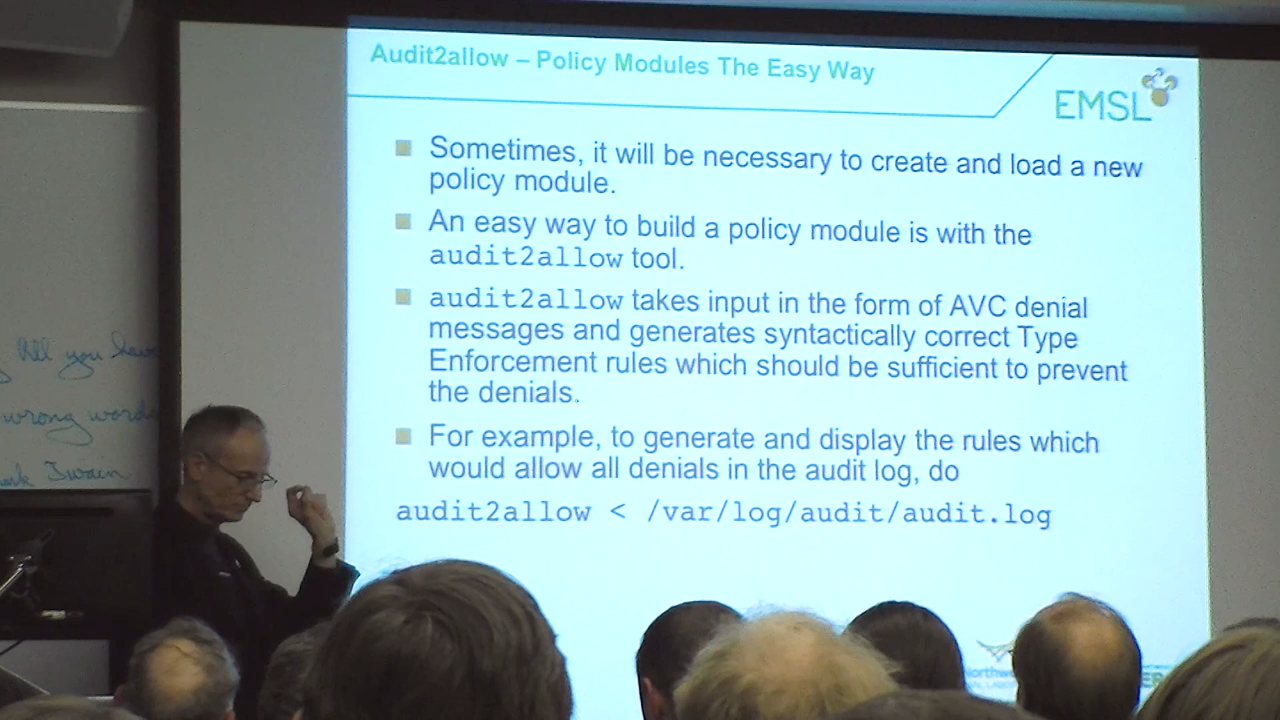 Audit2allow – Policy Modules The Easy Way
EMSL
Sometimes, it will be necessary to create and load a new
policy module.
An easy way to build a policy module is with the
audit2allow tool.
audit2allow takes input in the form of AVC denial
messages and generates syntactically correct Type
Enforcement rules which should be sufficient to prevent
the denials.
For example, to generate and display the rules which
would allow all denials in the audit log, do
audit2allow < /var/log/audit/audit.log
All you have
wrong word
Twain